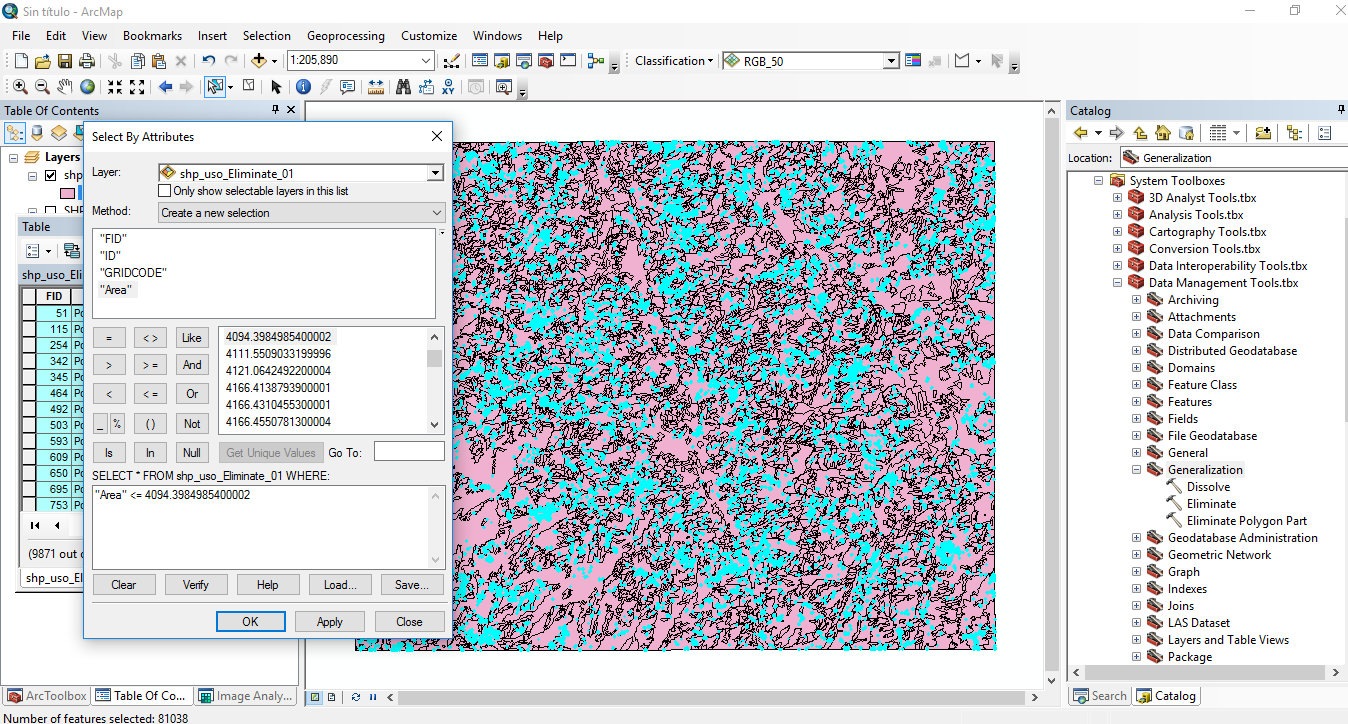 Sin título - ArcMap
File Edit View Bookmarks Insert Selection Geoprocessing Customize Windows Help
1:205,890
Classification
RGB_50
Table Of Contents
Layers
shp
SHP
Table
shp_uso_Eli
FID
51 Po
115 Po
254 Po
342 Po
345 Po
464 Po
492 Po
503 Po
593 Po
609 Po
650 Po
695 Po
753 Po
(9871 out o
shp_uso_El
Select By Attributes
Layer:
shp_uso_Eliminate_01
Only show selectable layers in this list
Method:
Create a new selection
"FID"
"ID"
"GRIDCODE"
"Area"
= < > Like
> > = And
< < = Or
_ % ( ) Not
Is In Null
4094.3984985400002
4111.5509033199996
4121.0642492200004
4166.4138793900001
4166.4310455300001
4166.4550781300004
Get Unique Values Go To:
SELECT * FROM shp_uso_Eliminate_01 WHERE:
"Area" <= 4094.3984985400002
Clear Verify Help Load... Save...
OK Apply Close
Catalog
Location: Generalization
System Toolboxes
3D Analyst Tools.tbx
Analysis Tools.tbx
Cartography Tools.tbx
Conversion Tools.tbx
Data Interoperability Tools.tbx
Data Management Tools.tbx
Archiving
Attachments
Data Comparison
Distributed Geodatabase
Domains
Feature Class
Features
Fields
File Geodatabase
General
Generalization
Dissolve
Eliminate
Eliminate Polygon Part
Geodatabase Administration
Geometric Network
Graph
Indexes
Joins
LAS Dataset
Layers and Table Views
Package
ArcToolbox Table Of Co... Image Analy...
Search Catalog
Number of features selected: 81038